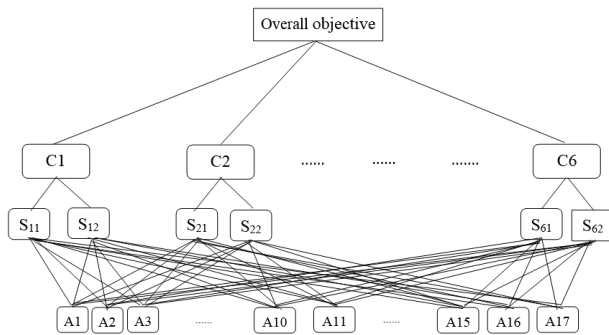 Overall objective
C1 C2 ...... ...... ....... C6
S11 S12 S21 S22 S61 S62
A1 A2 A3 ...... A10 A11 ...... A15 A16 A17